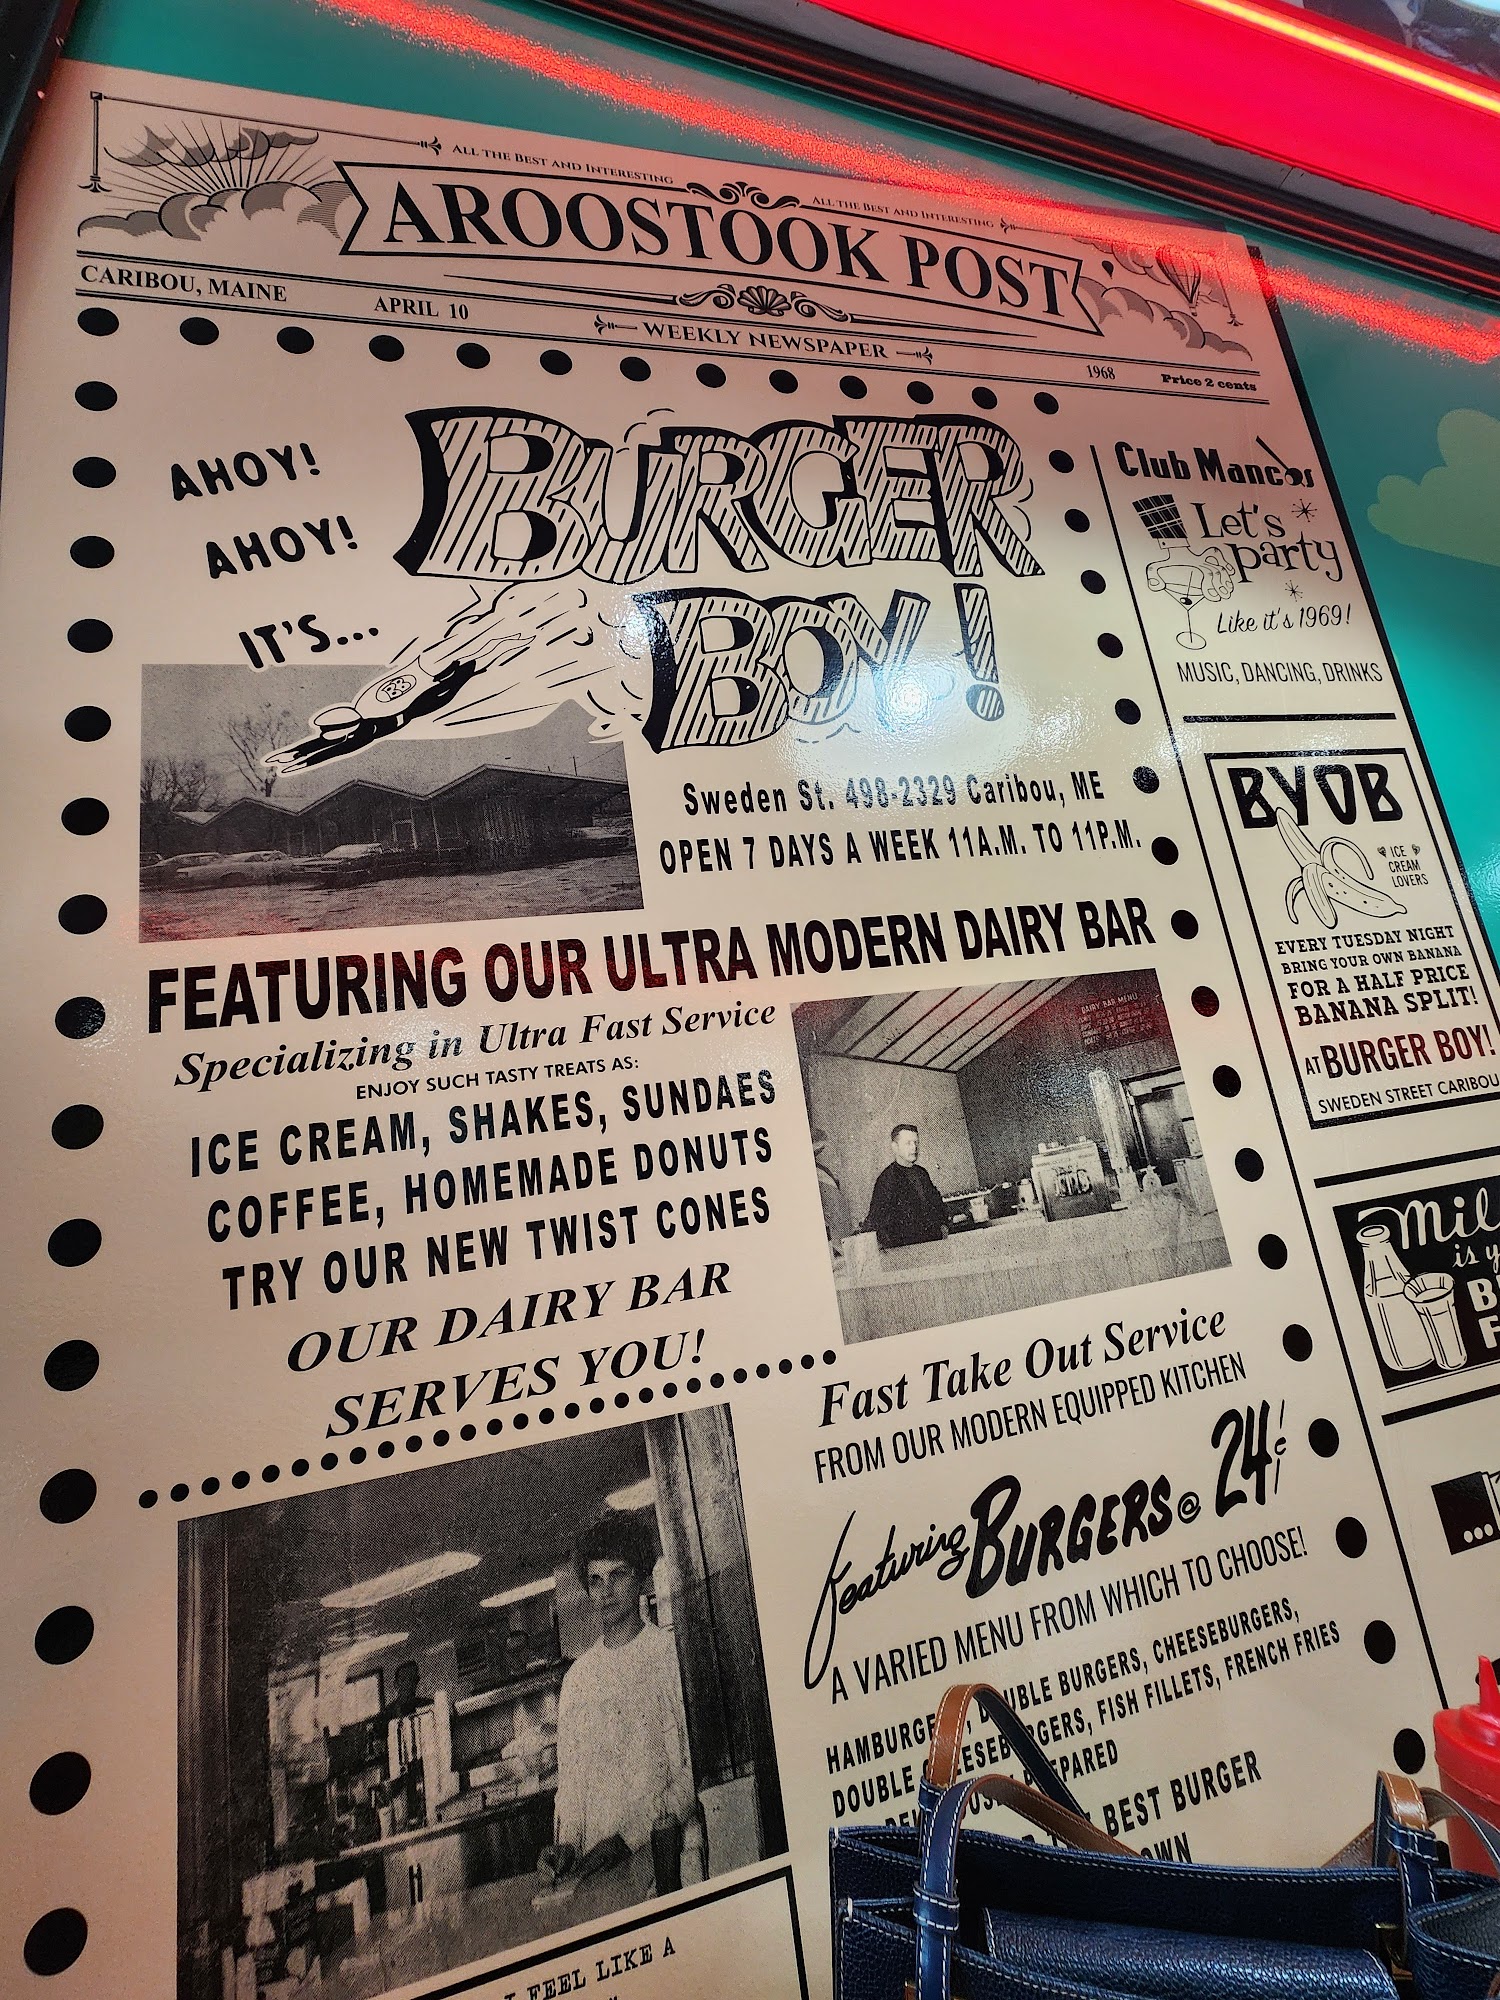 ALL THE BEST AND INTERESTING
ALL THE BEST AND INTERESTING
AROOSTOOK POST
CARIBOU, MAINE
APRIL 10
WEEKLY NEWSPAPER
1968
Price 2 cents
AHOY!
AHOY!
IT'S...
BURGER
BOY!
BB
Sweden St. 498-2329 Caribou, ME
OPEN 7 DAYS A WEEK 11A.M. TO 11P.M.
FEATURING OUR ULTRA MODERN DAIRY BAR
Specializing in Ultra Fast Service
ENJOY SUCH TASTY TREATS AS:
ICE CREAM, SHAKES, SUNDAES
COFFEE, HOMEMADE DONUTS
TRY OUR NEW TWIST CONES
OUR DAIRY BAR
SERVES YOU!
DAIRY BAR MENU
Fast Take Out Service
FROM OUR MODERN EQUIPPED KITCHEN
featuring BURGERS @ 24¢!
A VARIED MENU FROM WHICH TO CHOOSE!
DOUBLE BURGERS, CHEESEBURGERS,
DOUBLE FISH FILLETS, FRENCH FRIES
BEST BURGER
FEEL LIKE A
Club Mancos
Let's
party
Like it's 1969!
MUSIC, DANCING, DRINKS
BYOB
ICE
CREAM
LOVERS
EVERY TUESDAY NIGHT
BRING YOUR OWN BANANA
FOR A HALF PRICE
BANANA SPLIT!
AT BURGER BOY!
SWEDEN STREET CARIBOU
is
...